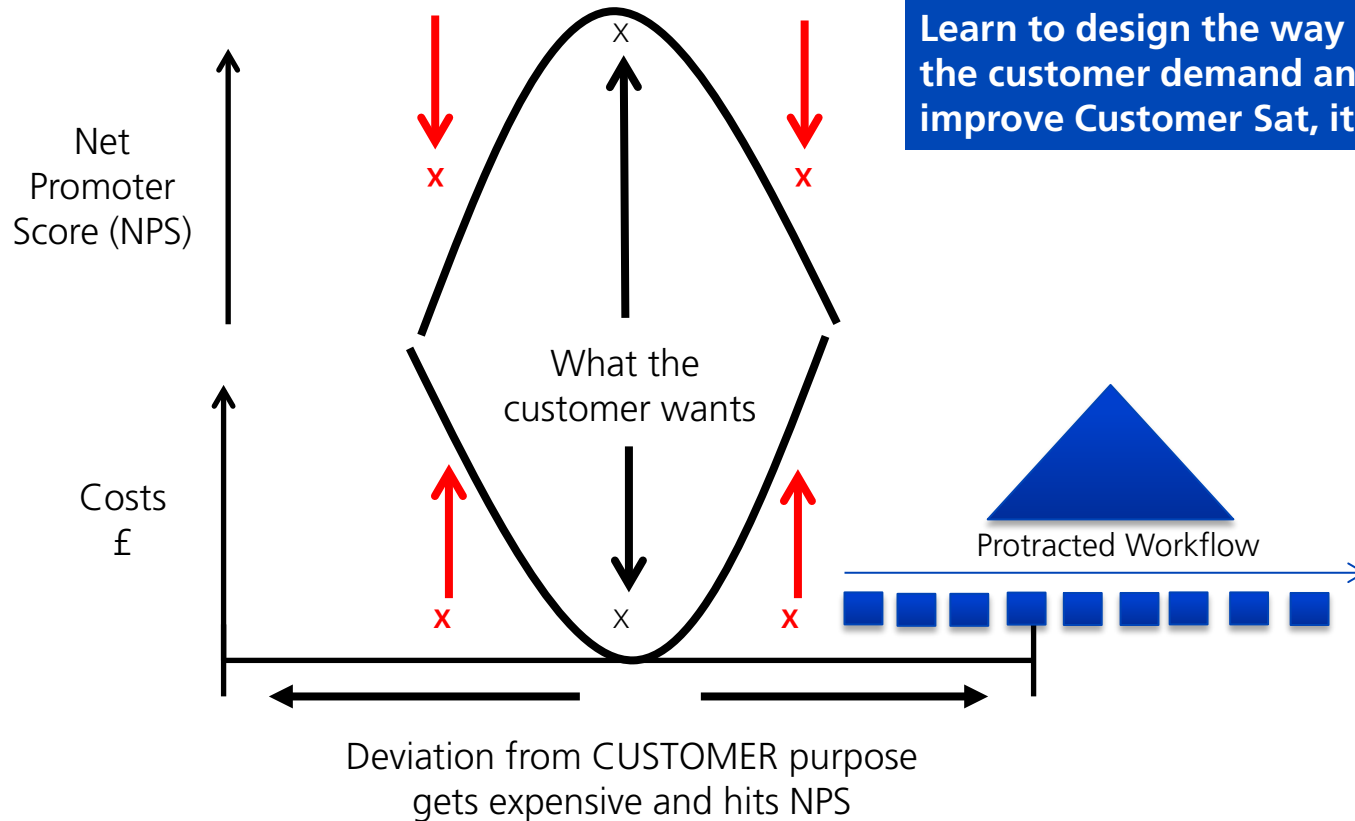 Learn to design the way
the customer demand an
improve Customer Sat, it
x
x
x
Net
Promoter
Score (NPS)
What the
customer wants
Costs
£
Protracted Workflow
x
x
x
Deviation from CUSTOMER purpose
gets expensive and hits NPS